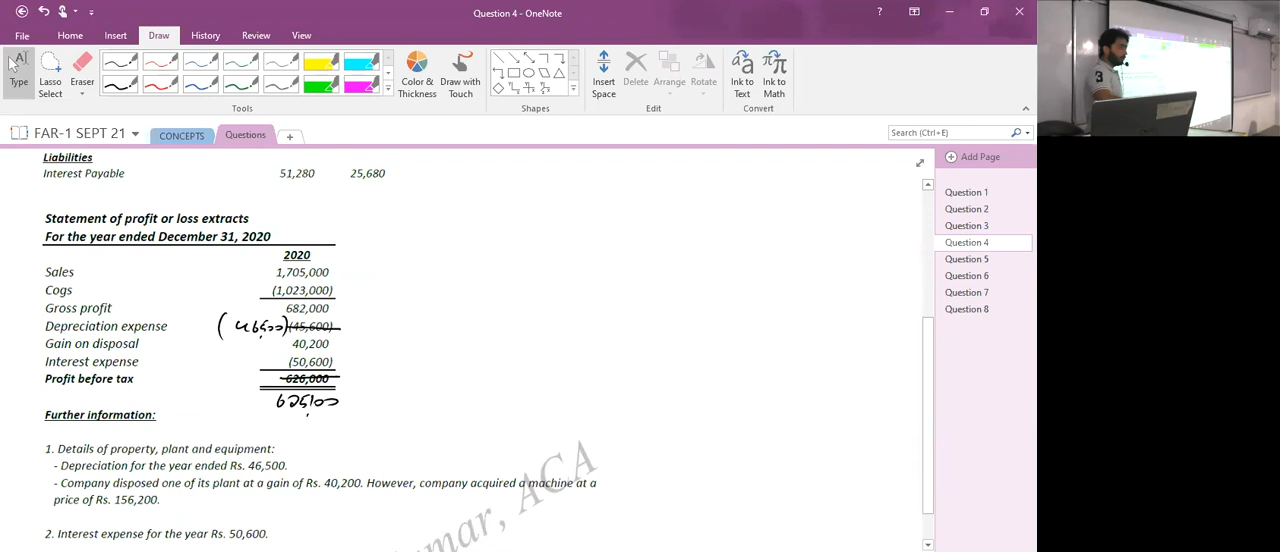 Question 4 - OneNote
File Home Insert Draw History Review View
Type
Lasso Select
Eraser
Color & Thickness
Draw with Touch
Insert Space
Delete
Arrange
Rotate
Ink to Text
Ink to Math
Tools
Shapes
Edit
Convert
FAR-1 SEPT 21 CONCEPTS Questions
Search (Ctrl+E)
Add Page
Question 1
Question 2
Question 3
Question 4
Question 5
Question 6
Question 7
Question 8
Liabilities
Interest Payable 51,280 25,680
Statement of profit or loss extracts
For the year ended December 31, 2020
2020
Sales 1,705,000
Cogs (1,023,000)
Gross profit 682,000
Depreciation expense (46500) (45,600)
Gain on disposal 40,200
Interest expense (50,600)
Profit before tax 626,000
625100
Further information:
1. Details of property, plant and equipment:
- Depreciation for the year ended Rs. 46,500.
- Company disposed one of its plant at a gain of Rs. 40,200. However, company acquired a machine at a
price of Rs. 156,200.
2. Interest expense for the year Rs. 50,600.
mar, ACA
3